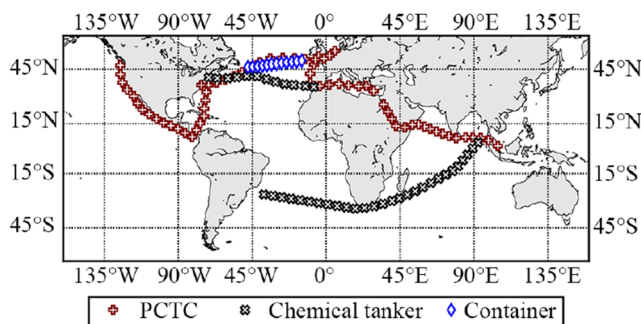 135°W 90°W 45°W 0° 45°E 90°E 135°E
45°N 45°N
15°N 15°N
15°S 15°S
45°S 45°S
135°W 90°W 45°W 0° 45°E 90°E 135°E
PCTC Chemical tanker Container